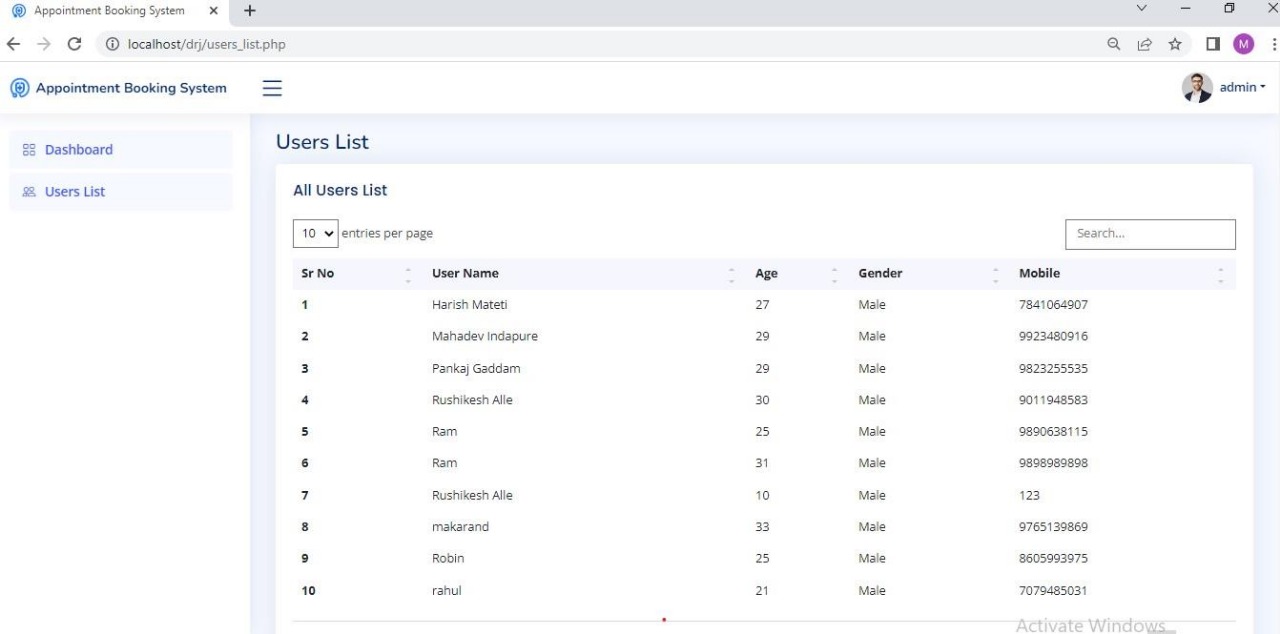 Appointment Booking System
localhost/drj/users_list.php
M
Appointment Booking System
admin
Dashboard
Users List
Users List
All Users List
10 entries per page
Search...
Sr No User Name Age Gender Mobile
1 Harish Mateti 27 Male 7841064907
2 Mahadev Indapure 29 Male 9923480916
3 Pankaj Gaddam 29 Male 9823255535
4 Rushikesh Alle 30 Male 9011948583
5 Ram 25 Male 9890638115
6 Ram 31 Male 9898989898
7 Rushikesh Alle 10 Male 123
8 makarand 33 Male 9765139869
9 Robin 25 Male 8605993975
10 rahul 21 Male 7079485031
Activate Windows